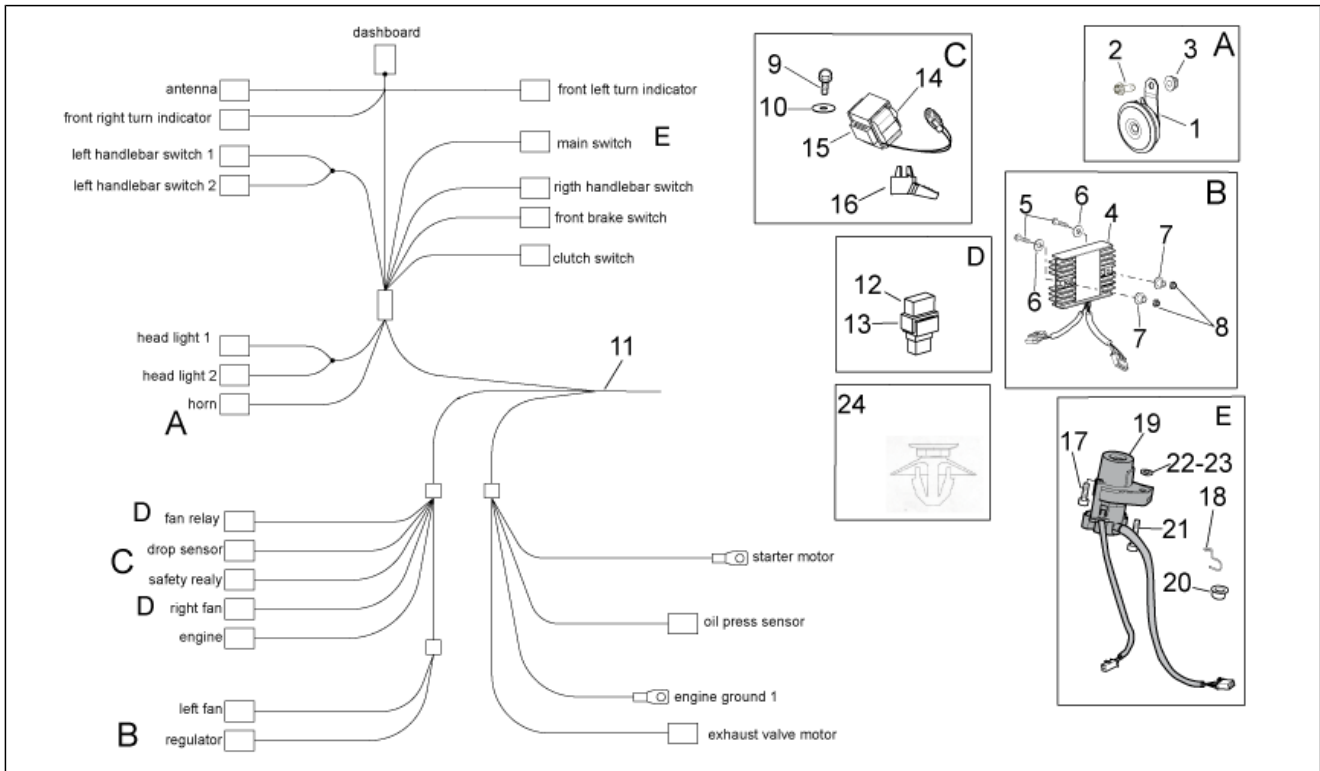 dashboard
antenna
front left turn indicator
front right turn indicator
left handlebar switch 1
main switch
E
left handlebar switch 2
rigth handlebar switch
front brake switch
clutch switch
head light 1
head light 2
horn
A
11
D
fan relay
drop sensor
C
safety realy
D
right fan
engine
starter motor
oil press sensor
left fan
engine ground 1
B
regulator
exhaust valve motor
C
9
14
10
15
16
A
2
3
1
B
5
6
4
7
6
7
8
D
12
13
24
E
17
19
22-23
18
21
20